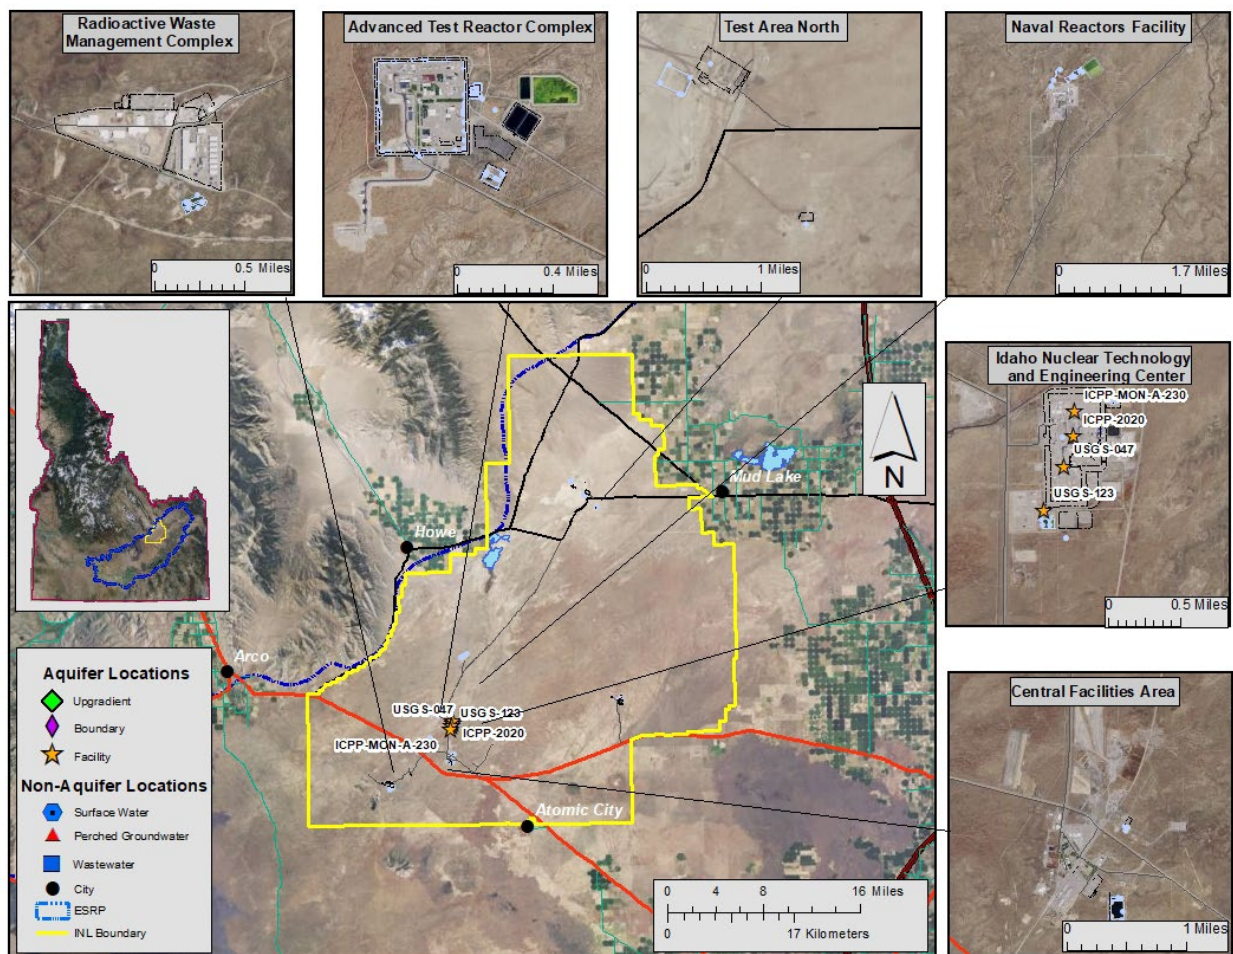 Radioactive Waste
Management Complex
0 0.5 Miles
Advanced Test Reactor Complex
0 0.4 Miles
Test Area North
0 1 Miles
Naval Reactors Facility
0 1.7 Miles
Idaho Nuclear Technology
and Engineering Center
ICPP-MON-A-230
ICPP-2020
USGS-047
USGS-123
0 0.5 Miles
N
Mud Lake
Howe
Arco
USGS-047
USGS-123
ICPP-2020
ICPP-MON-A-230
Atomic City
Aquifer Locations
Upgradient
Boundary
Facility
Non-Aquifer Locations
Surface Water
Perched Groundwater
Wastewater
City
ESRP
INL Boundary
0 4 8 16 Miles
0 17 Kilometers
Central Facilities Area
0 1 Miles